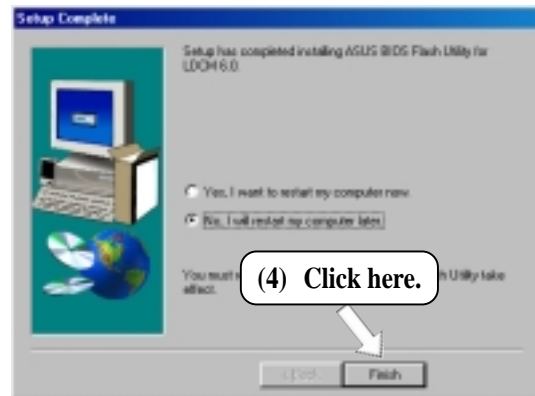 Setup Complete
Setup has completed installing ASUS BIOS Flash Utility for
LDCM 6.0.
Yes, I want to restart my computer now.
No, I will restart my computer later.
You must
(4) Click here.
h Utility take
effect.
Finish